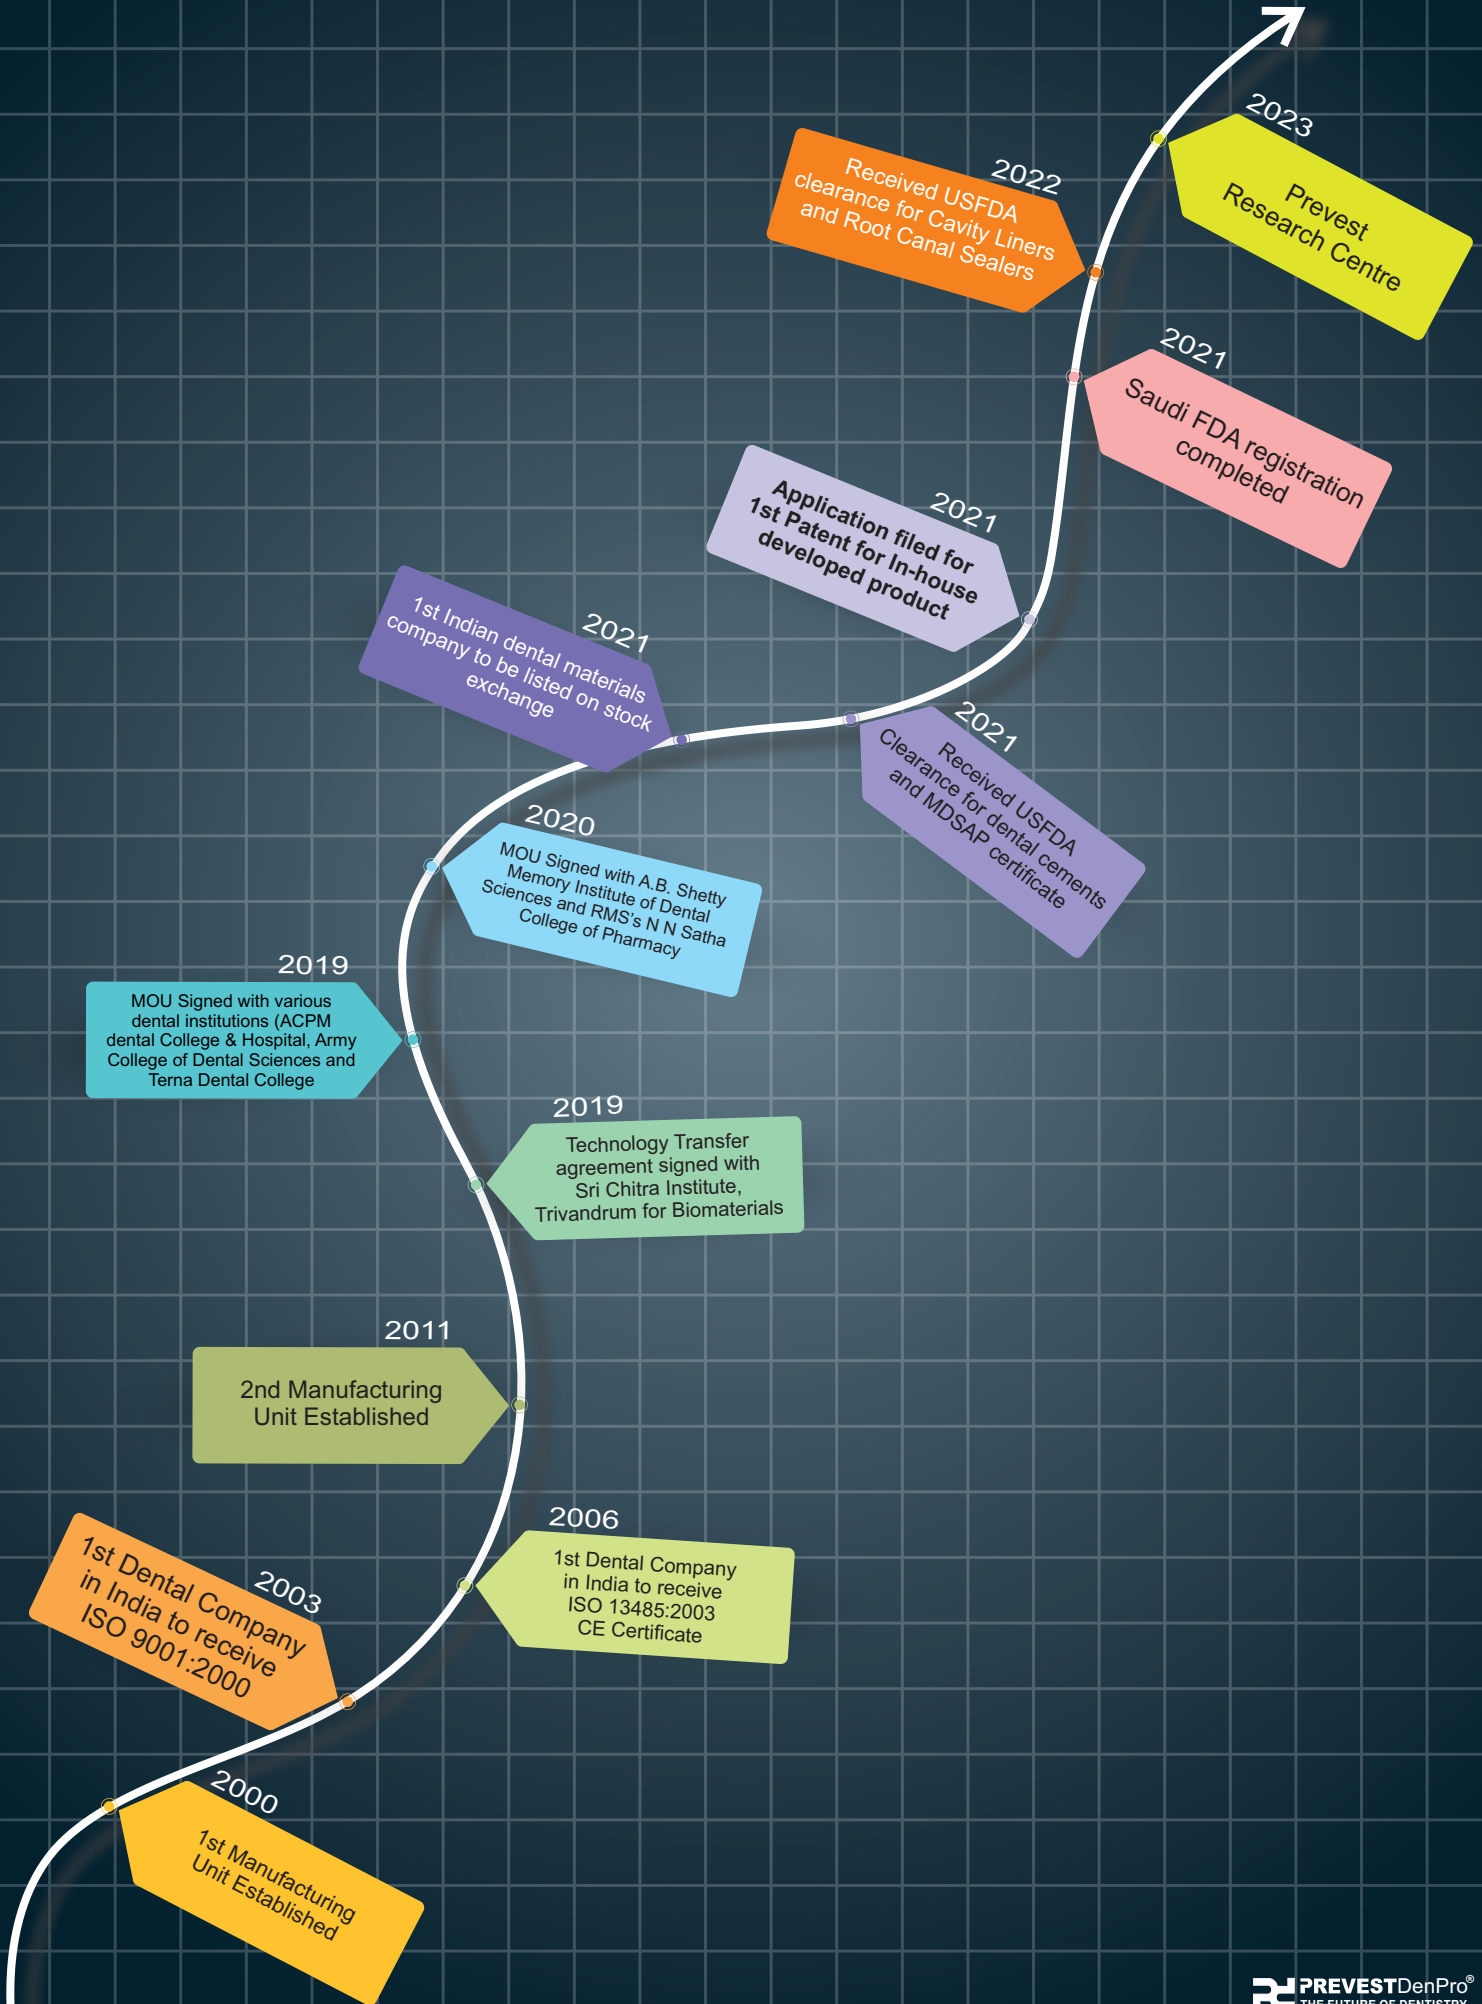 2023
Prevest
Research Centre
2022
Received USFDA
clearance for Cavity Liners
and Root Canal Sealers
2021
Saudi FDA registration
completed
2021
Application filed for
1st Patent for In-house
developed product
2021
1st Indian dental materials
company to be listed on stock
exchange
2021
Received USFDA
Clearance for dental cements
and MDSAP certificate
2020
MOU Signed with A.B. Shetty
Memory Institute of Dental
Sciences and RMS's N N Satha
College of Pharmacy
2019
MOU Signed with various
dental institutions (ACPM
dental College & Hospital, Army
College of Dental Sciences and
Terna Dental College
2019
Technology Transfer
agreement signed with
Sri Chitra Institute,
Trivandrum for Biomaterials
2011
2nd Manufacturing
Unit Established
2006
1st Dental Company
in India to receive
ISO 13485:2003
CE Certificate
2003
1st Dental Company
in India to receive
ISO 9001:2000
2000
1st Manufacturing
Unit Established
PREVESTDenPro®
THE FUTURE OF DENTISTRY